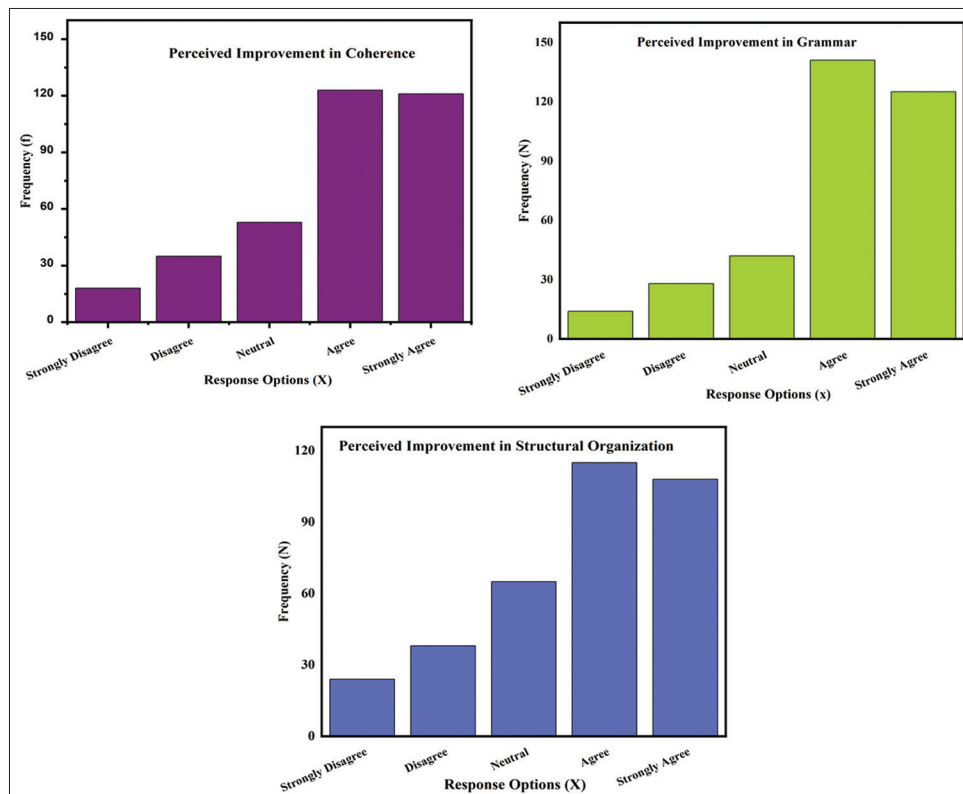 Perceived Improvement in Coherence
150
120
90
60
30
0
Frequency (f)
Strongly Disagree
Disagree
Neutral
Agree
Strongly Agree
Response Options (X)
Perceived Improvement in Grammar
150
120
90
60
30
0
Frequency (N)
Strongly Disagree
Disagree
Neutral
Agree
Strongly Agree
Response Options (x)
Perceived Improvement in Structural Organization
120
90
60
30
0
Frequency (N)
Strongly Disagree
Disagree
Neutral
Agree
Strongly Agree
Response Options (X)